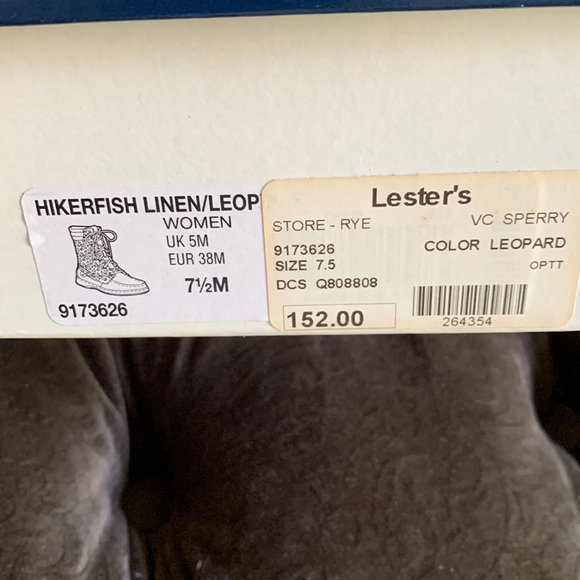 HIKERFISH LINEN/LEOP
WOMEN
UK 5M
EUR 38M
7½M
9173626
Lester's
STORE - RYE
VC SPERRY
9173626
COLOR LEOPARD
SIZE 7.5
OPTT
DCS Q808808
152.00
264354